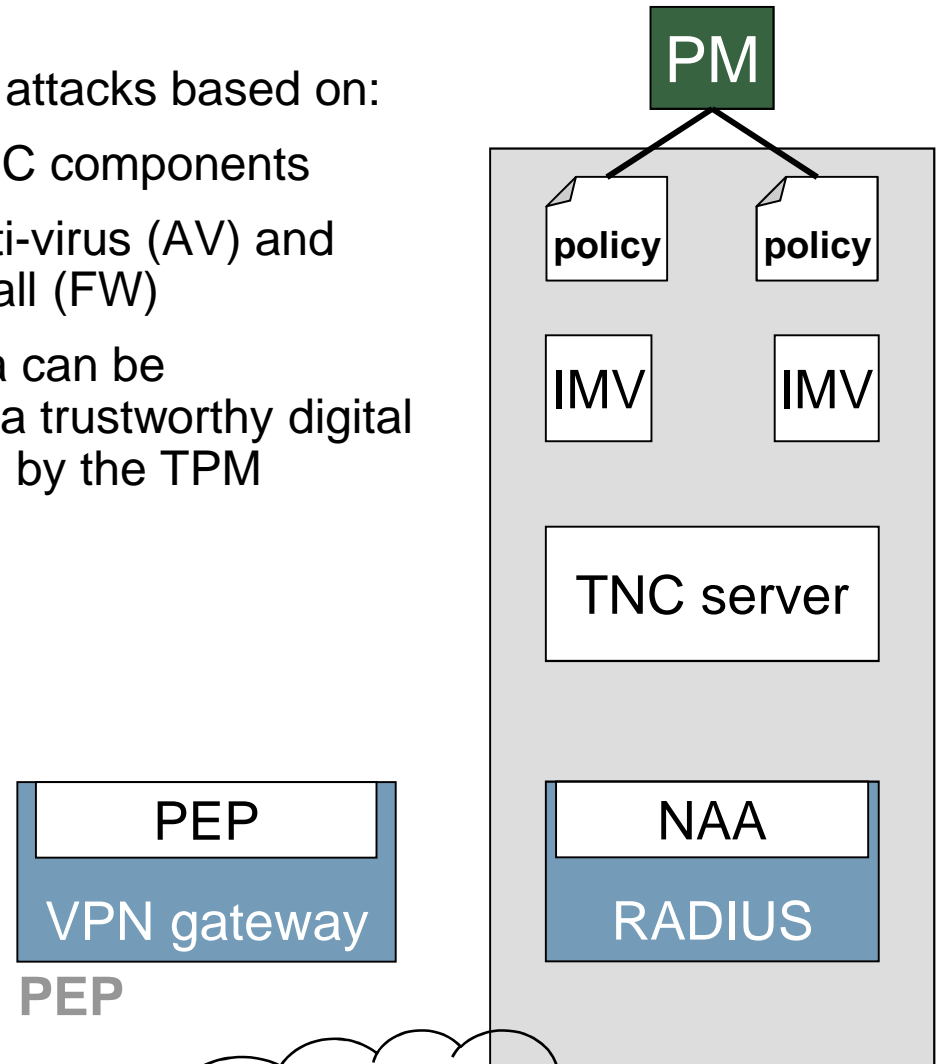 PM
attacks based on:
C components
ti-virus (AV) and
all (FW)
a can be
a trustworthy digital
by the TPM
policy policy
IMV IMV
TNC server
PEP NAA
VPN gateway RADIUS
PEP